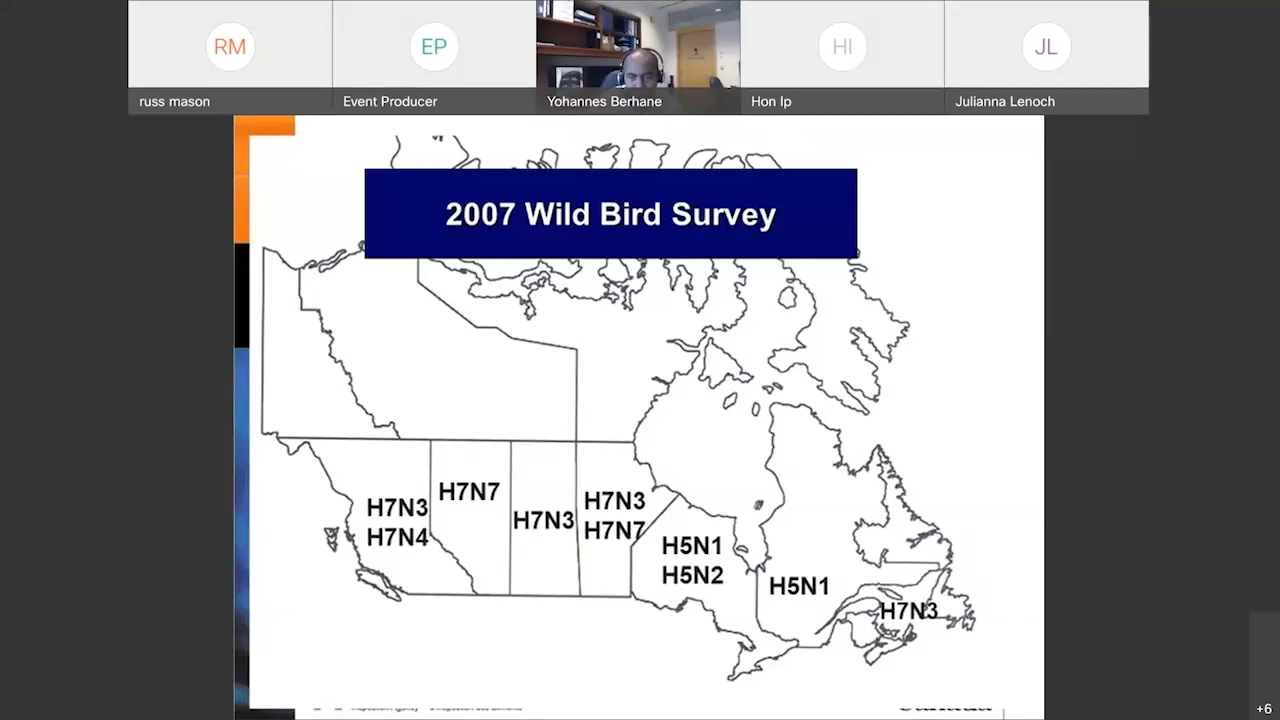 RM
EP
HI
JL
russ mason
Event Producer
Yohannes Berhane
Hon Ip
Julianna Lenoch
2007 Wild Bird Survey
H7N3
H7N4
H7N7
H7N3
H7N3
H7N7
H5N1
H5N2
H5N1
H7N3
+6